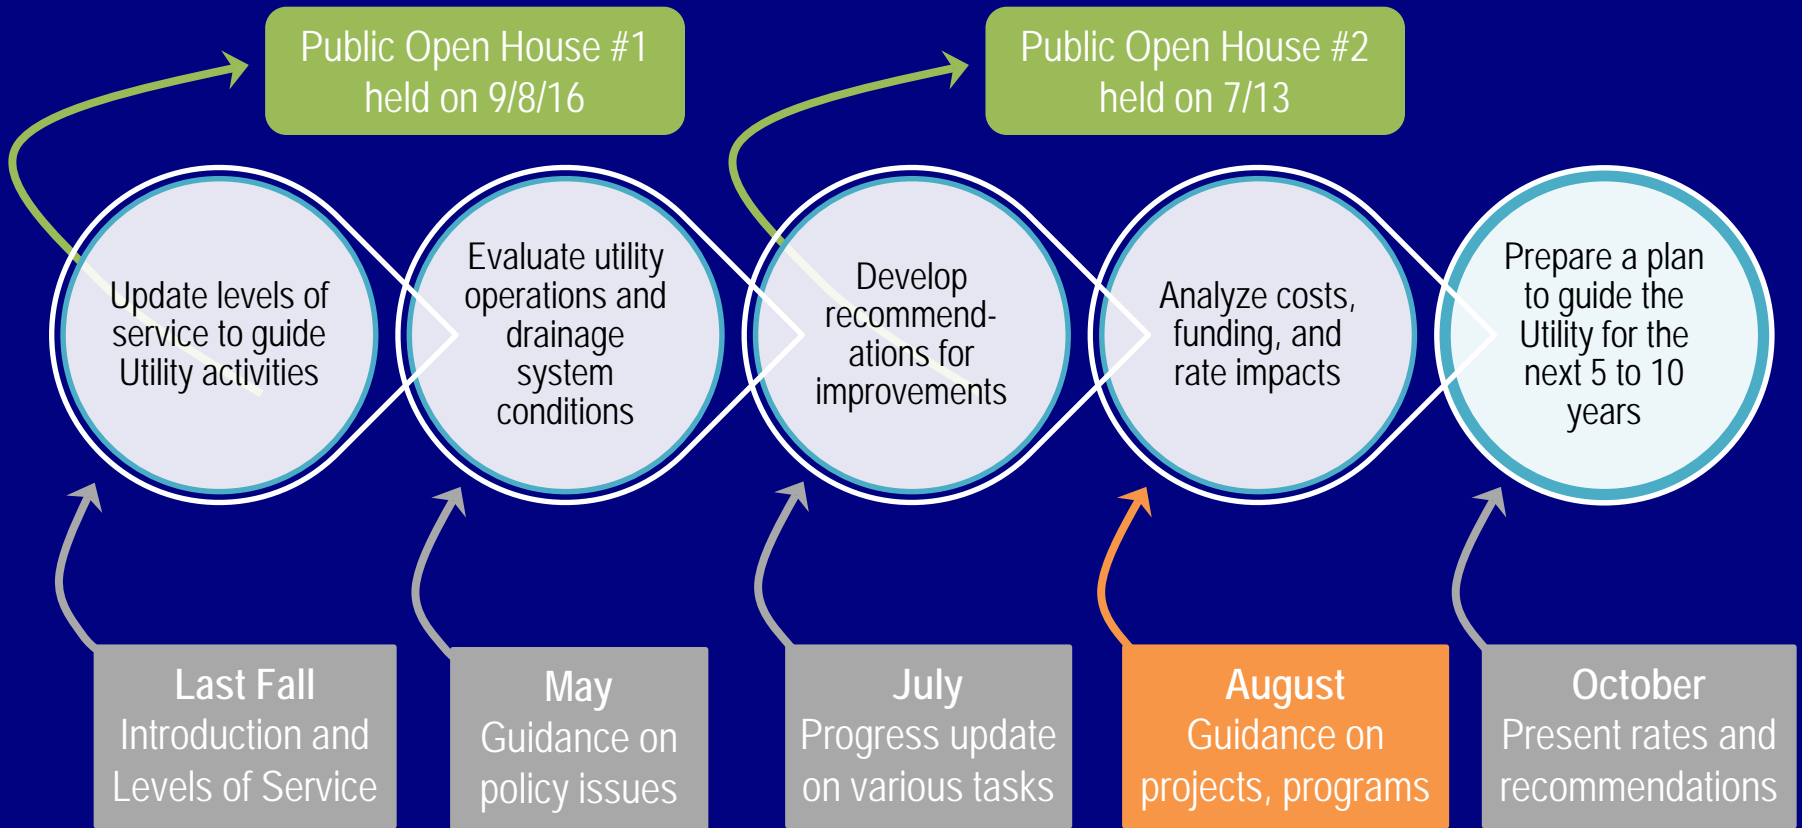 Public Open House #1
held on 9/8/16
Public Open House #2
held on 7/13
Update levels of
service to guide
Utility activities
Evaluate utility
operations and
drainage
system
conditions
Develop
recommend-
ations for
improvements
Analyze costs,
funding, and
rate impacts
Prepare a plan
to guide the
Utility for the
next 5 to 10
years
Last Fall
Introduction and
Levels of Service
May
Guidance on
policy issues
July
Progress update
on various tasks
August
Guidance on
projects, programs
October
Present rates and
recommendations